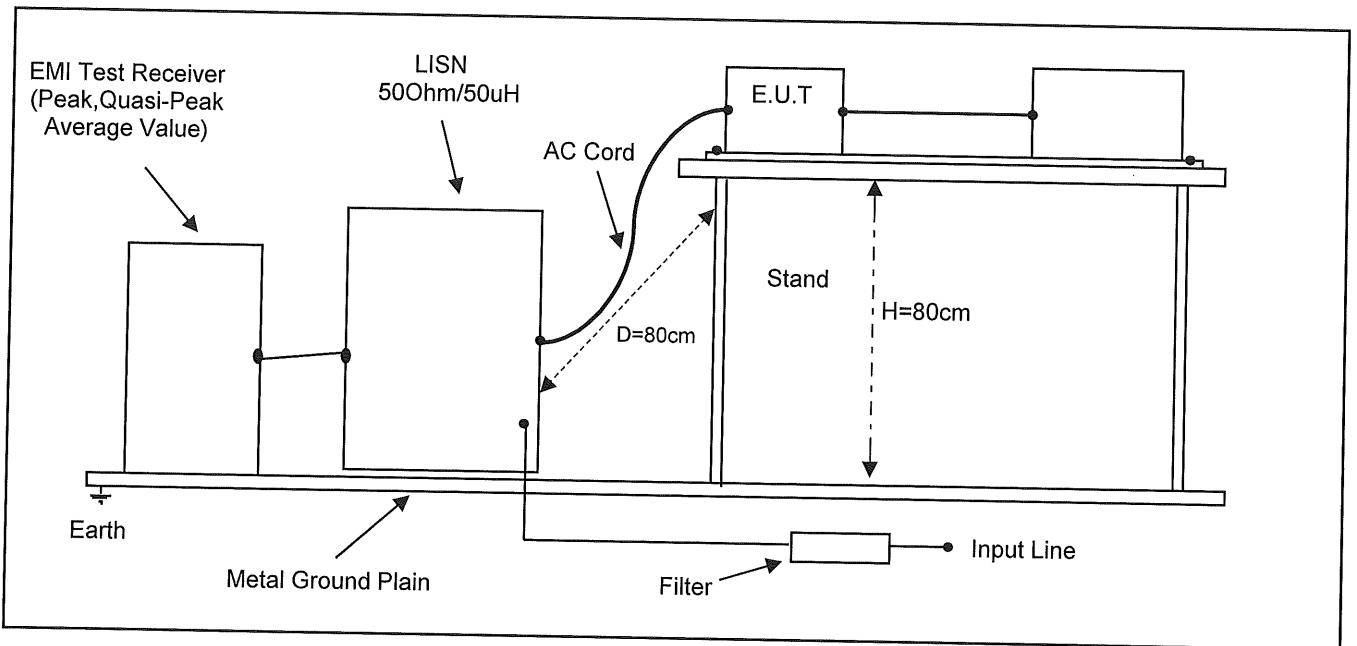 EMI Test Receiver
(Peak,Quasi-Peak
Average Value)
LISN
50Ohm/50uH
AC Cord
E.U.T
Stand
D=80cm
H=80cm
Earth
Metal Ground Plain
Filter
Input Line